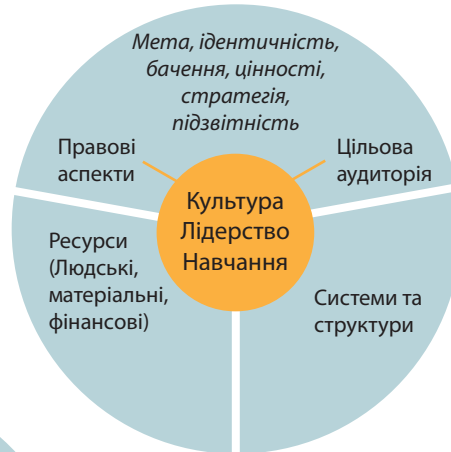 Мета, ідентичність,
бачення, цінності,
стратегія,
підзвітність
Правові
аспекти
Цільова
аудиторія
Культура
Лідерство
Навчання
Ресурси
(Людські,
матеріальні,
фінансові)
Системи та
структури